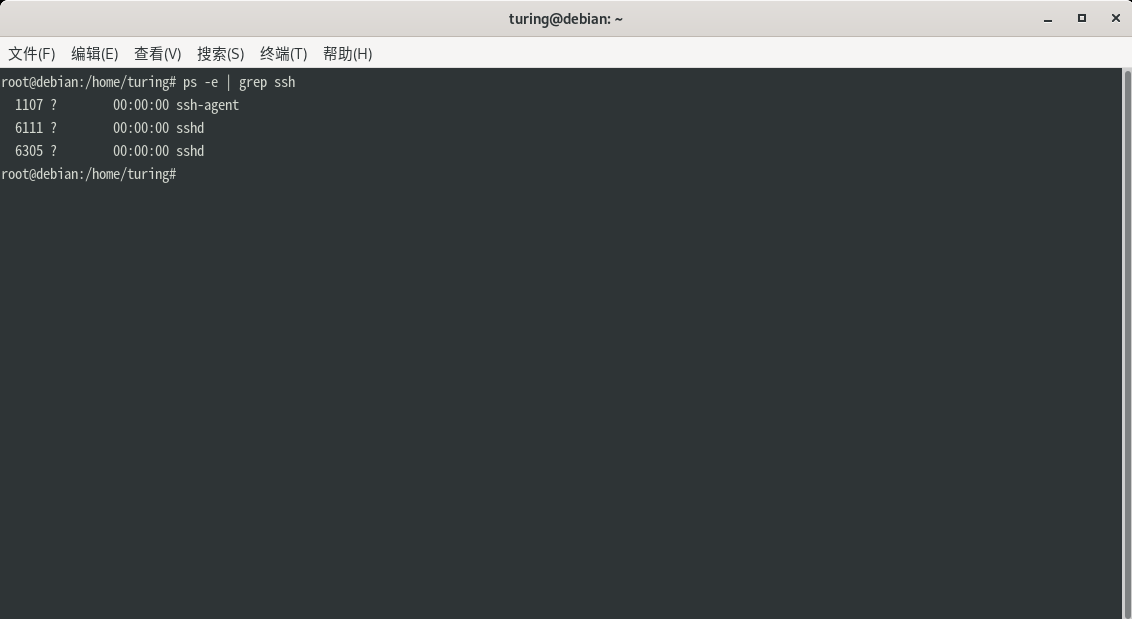 turing@debian: ~
文件(F) 编辑(E) 查看(V) 搜索(S) 终端(T) 帮助(H)
root@debian:/home/turing# ps -e | grep ssh
  1107 ?        00:00:00 ssh-agent
  6111 ?        00:00:00 sshd
  6305 ?        00:00:00 sshd
root@debian:/home/turing#